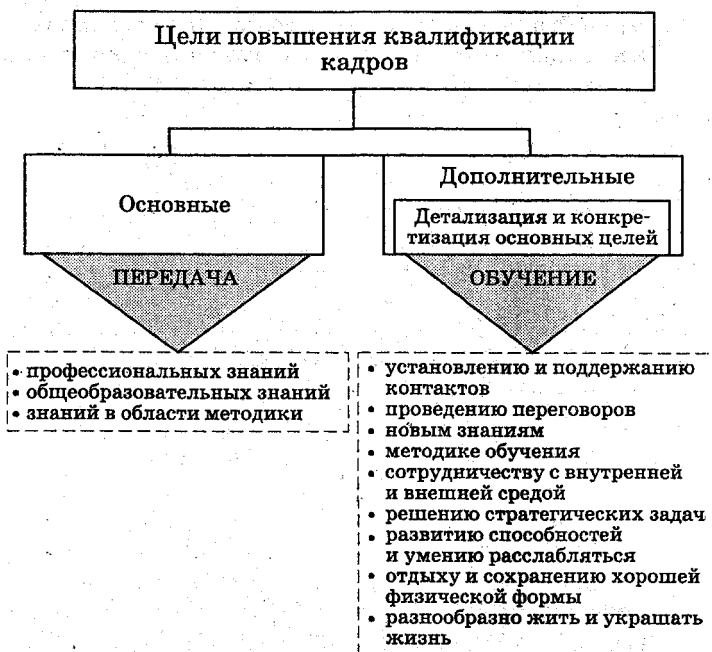 Цели повышения квалификации
кадров
Основные
Дополнительные
Детализация и конкре-
тизация основных целей
ПЕРЕДАЧА
ОБУЧЕНИЕ
• профессиональных знаний
• общеобразовательных знаний
• знаний в области методики
• установлению и поддержанию
контактов
• проведению переговоров
• новым знаниям
• методике обучения
• сотрудничеству с внутренней
и внешней средой
• решению стратегических задач
• развитию способностей
и умению расслабляться
• отдыху и сохранению хорошей
физической формы
• разнообразно жить и украшать
жизнь